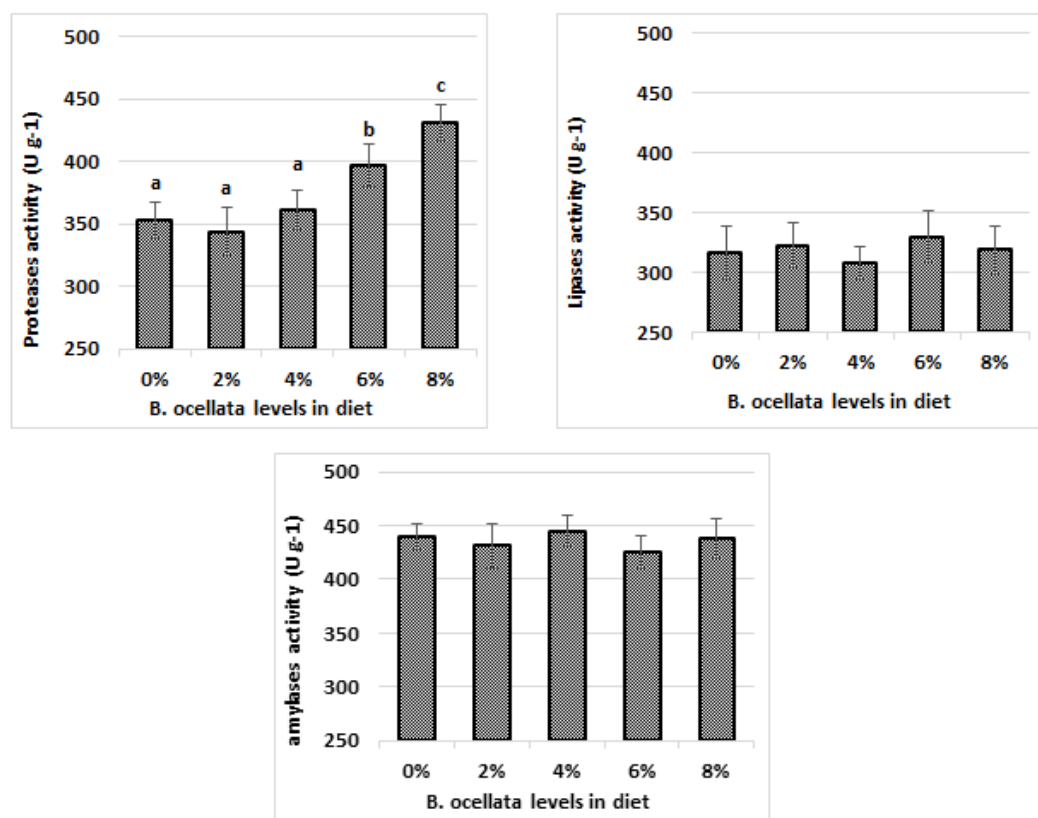 Proteases activity (U g-1)
500
450
400
350
300
250
a
a
a
b
c
0% 2% 4% 6% 8%
B. ocellata levels in diet
Lipases activity (U g-1)
500
450
400
350
300
250
0% 2% 4% 6% 8%
B. ocellata levels in diet
amylases activity (U g-1)
500
450
400
350
300
250
0% 2% 4% 6% 8%
B. ocellata levels in diet